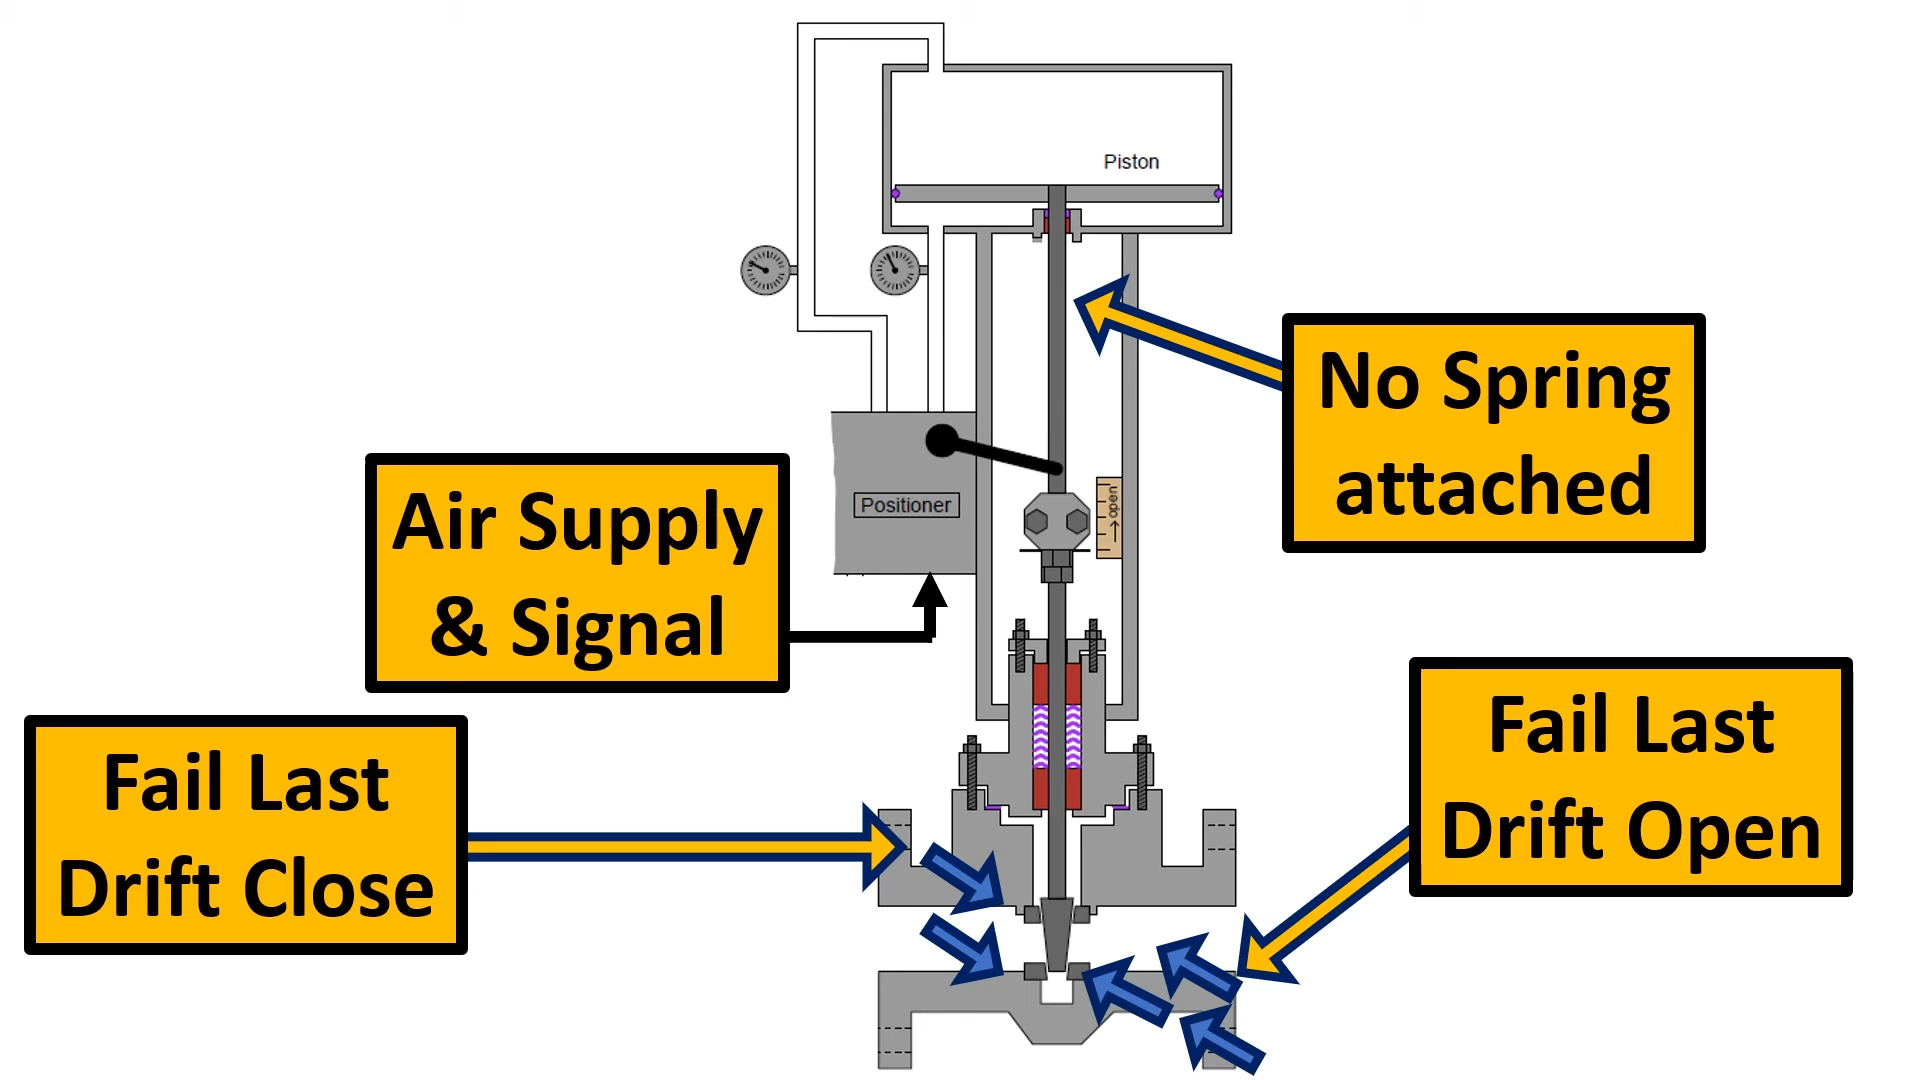 Piston
No Spring
attached
Air Supply
& Signal
Positioner
open
Fail Last
Drift Close
Fail Last
Drift Open